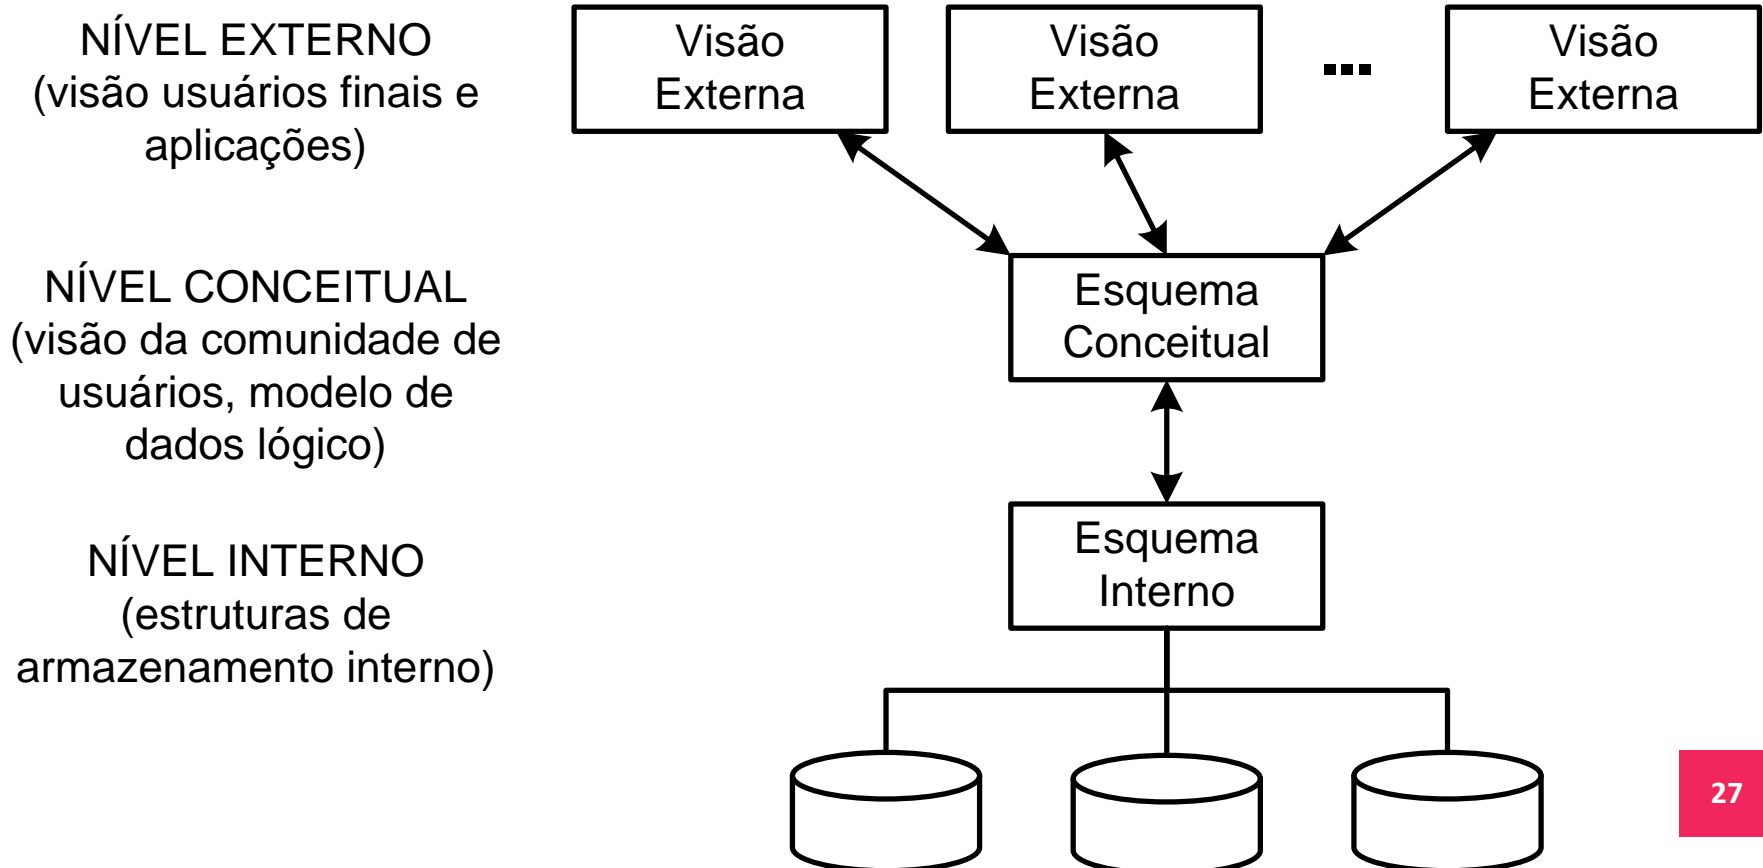 NÍVEL EXTERNO
(visão usuários finais e
aplicações)
Visão
Externa
Visão
Externa
...
Visão
Externa
NÍVEL CONCEITUAL
(visão da comunidade de
usuários, modelo de
dados lógico)
Esquema
Conceitual
NÍVEL INTERNO
(estruturas de
armazenamento interno)
Esquema
Interno
27